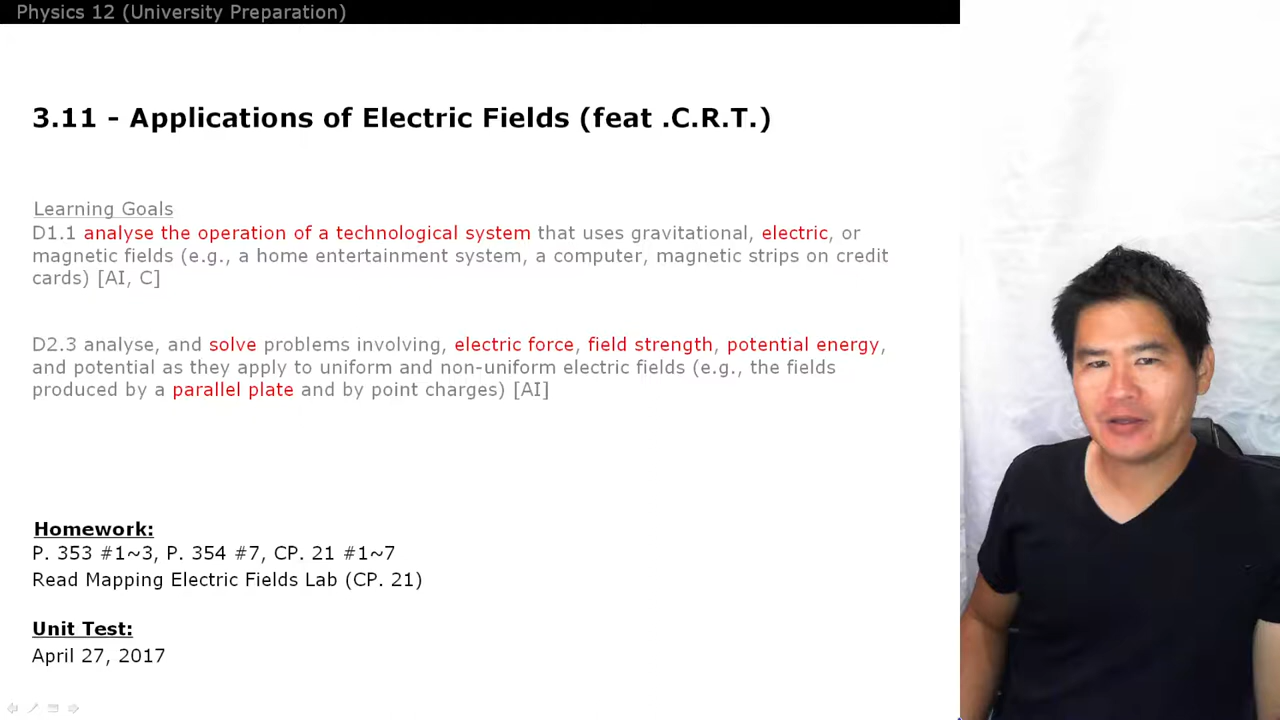 Physics 12 (University Preparation)
3.11 - Applications of Electric Fields (feat .C.R.T.)
Learning Goals
D1.1 analyse the operation of a technological system that uses gravitational, electric, or
magnetic fields (e.g., a home entertainment system, a computer, magnetic strips on credit
cards) [AI, C]
D2.3 analyse, and solve problems involving, electric force, field strength, potential energy,
and potential as they apply to uniform and non-uniform electric fields (e.g., the fields
produced by a parallel plate and by point charges) [AI]
Homework:
P. 353 #1~3, P. 354 #7, CP. 21 #1~7
Read Mapping Electric Fields Lab (CP. 21)
Unit Test:
April 27, 2017